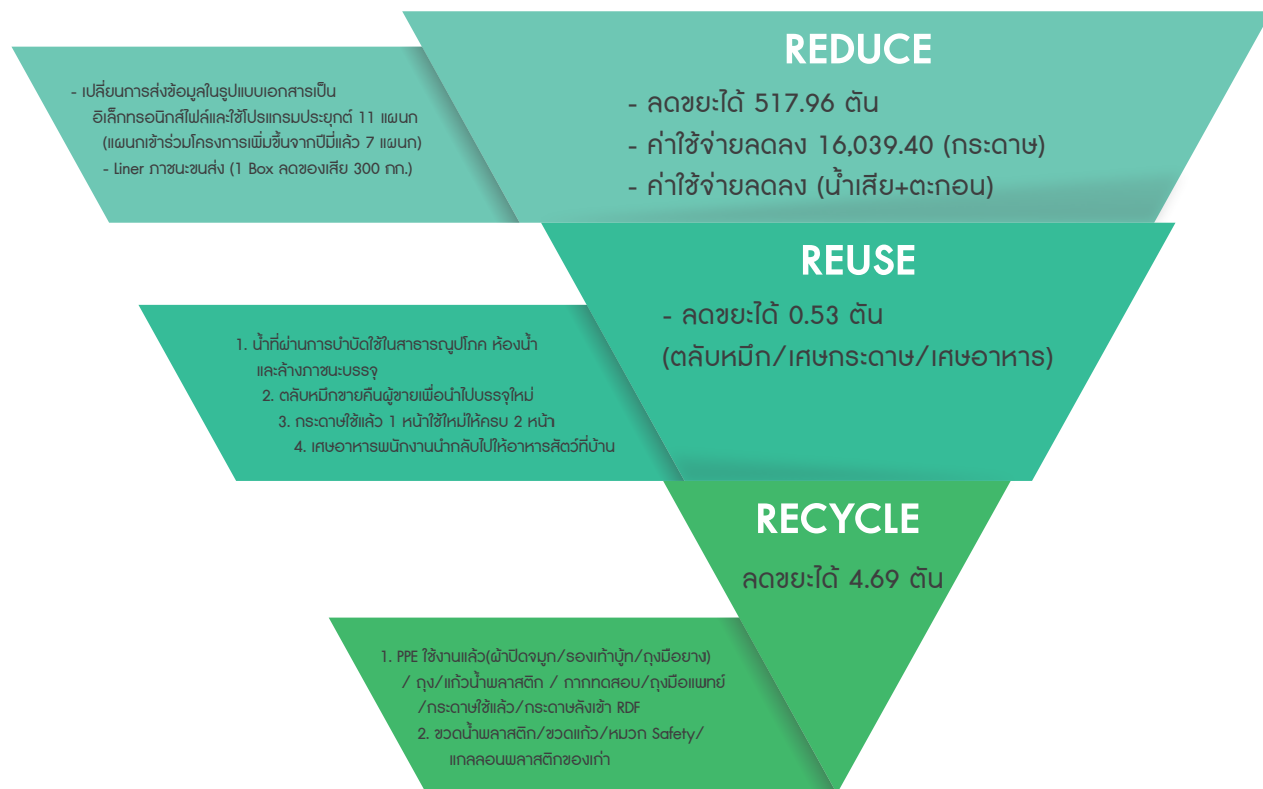 REDUCE
- ลดขยะได้ 517.96 ตัน
- ค่าใช้จ่ายลดลง 16,039.40 (กระดาษ)
- ค่าใช้จ่ายลดลง (น้ำเสีย+ตะกอน)
- เปลี่ยนการส่งข้อมูลในรูปแบบเอกสารเป็น
อิเล็กทรอนิกส์ไฟล์และใช้โปรแกรมประยุกต์ 11 แผนก
(แผนกเข้าร่วมโครงการเพิ่มขึ้นจากปีมี่แล้ว 7 แผนก)
- Liner ภาชนะขนส่ง (1 Box ลดของเสีย 300 กก.)
REUSE
- ลดขยะได้ 0.53 ตัน
(ตลับหมึก/เศษกระดาษ/เศษอาหาร)
1. น้ำที่ผ่านการบำบัดใช้ในสาธารณูปโภค ห้องน้ำ
และล้างภาชนะบรรจุ
2. ตลับหมึกขายคืนผู้ขายเพื่อนำไปบรรจุใหม่
3. กระดาษใช้แล้ว 1 หน้าใช้ใหม่ให้ครบ 2 หน้า
4. เศษอาหารพนักงานนำกลับไปให้อาหารสัตว์ที่บ้าน
RECYCLE
ลดขยะได้ 4.69 ตัน
1. PPE ใช้งานแล้ว(ผ้าปิดจมูก/รองเท้าบู้ท/ถุงมือยาง)
/ ถุง/แก้วน้ำพลาสติก / กากทดสอบ/ถุงมือแพทย์
/กระดาษใช้แล้ว/กระดาษลังเข้า RDF
2. ขวดน้ำพลาสติก/ขวดแก้ว/หมวก Safety/
แกลลอนพลาสติกของเก่า